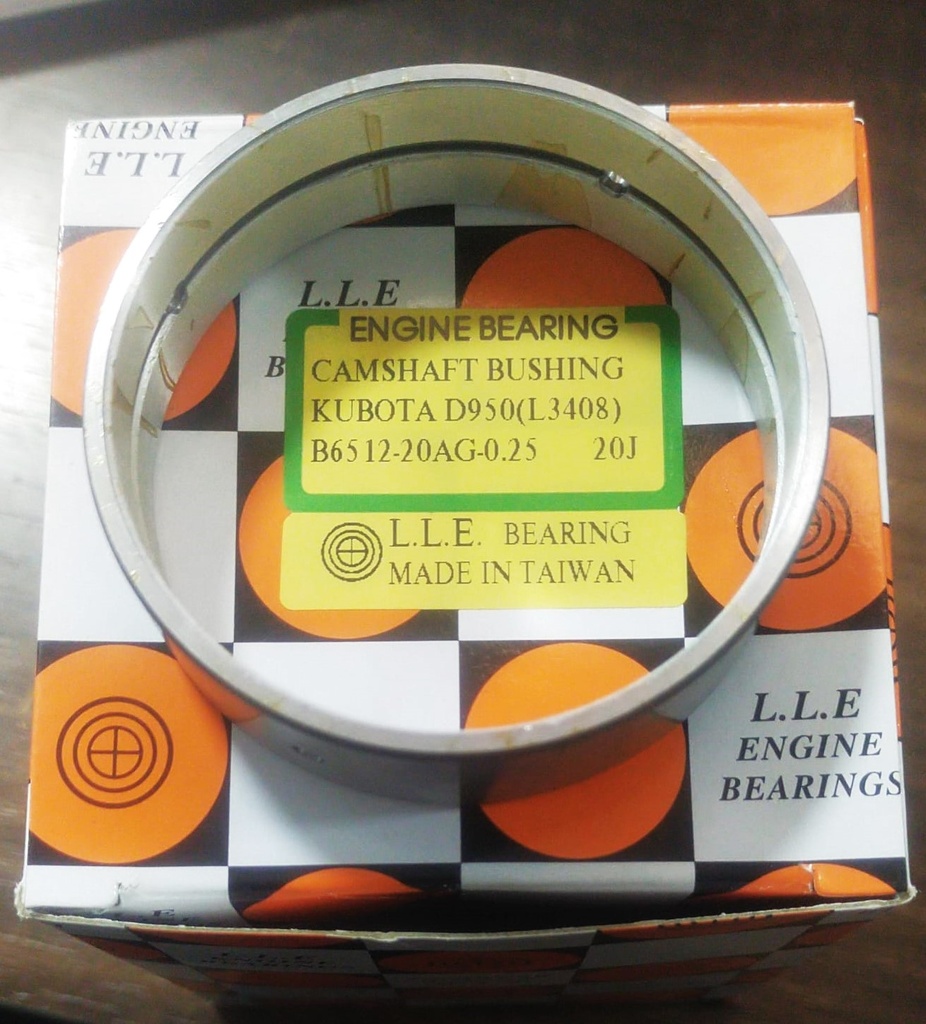 ENGINE
L.L.E
L.L.E
B
ENGINE BEARING
CAMSHAFT BUSHING
KUBOTA D950(L3408)
B6512-20AG-0.25 20J
L.L.E. BEARING
MADE IN TAIWAN
L.L.E
ENGINE
BEARINGS